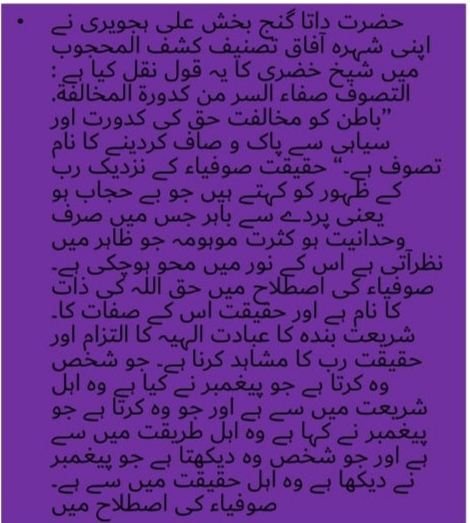 • حضرت داتا گنج بخش علی ہجویری نے
اپنی شہرہ آفاق تصنیف کشف المحجوب
میں شیخ خضری کا یہ قول نقل کیا ہے :
التصوف صفاء السر من کدورة المخالفة.
”باطن کو مخالفت حق کی کدورت اور
سیاہی سے پاک و صاف کردینے کا نام
تصوف ہے۔“ حقیقت صوفیاء کے نزدیک رب
کے ظہور کو کہتے ہیں جو بے حجاب ہو
یعنی پردے سے باہر جس میں صرف
وحدانیت ہو کثرت موہومہ جو ظاہر میں
نظرآتی ہے اس کے نور میں محو ہوچکی ہے۔
صوفیاء کی اصطلاح میں حق اللہ کی ذات
کا نام ہے اور حقیقت اس کے صفات کا۔
شریعت بندہ کا عبادت الہیہ کا التزام اور
حقیقت رب کا مشاہد کرنا ہے۔ جو شخص
وہ کرتا ہے جو پیغمبر نے کیا ہے وہ اہل
شریعت میں سے ہے اور جو وہ کرتا ہے جو
پیغمبر نے کہا ہے وہ اہل طریقت میں سے
ہے اور جو شخص وہ دیکھتا ہے جو پیغمبر
نے دیکھا ہے وہ اہل حقیقت میں سے ہے۔
صوفیاء کی اصطلاح میں